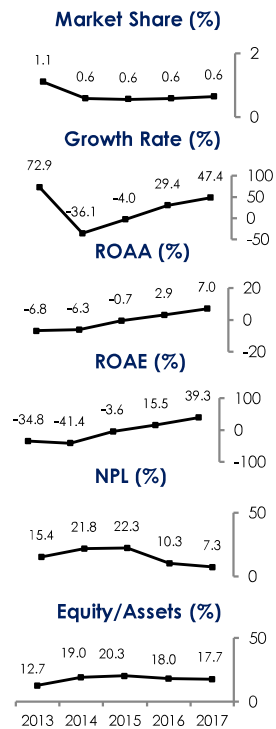 Market Share (%)
1.1 0.6 0.6 0.6 0.6
2
0
Growth Rate (%)
72.9 -36.1 -4.0 29.4 47.4
100
50
0
-50
ROAA (%)
-6.8 -6.3 -0.7 2.9 7.0
20
0
-20
ROAE (%)
-34.8 -41.4 -3.6 15.5 39.3
100
0
-100
NPL (%)
15.4 21.8 22.3 10.3 7.3
50
0
Equity/Assets (%)
12.7 19.0 20.3 18.0 17.7
50
0
2013 2014 2015 2016 2017